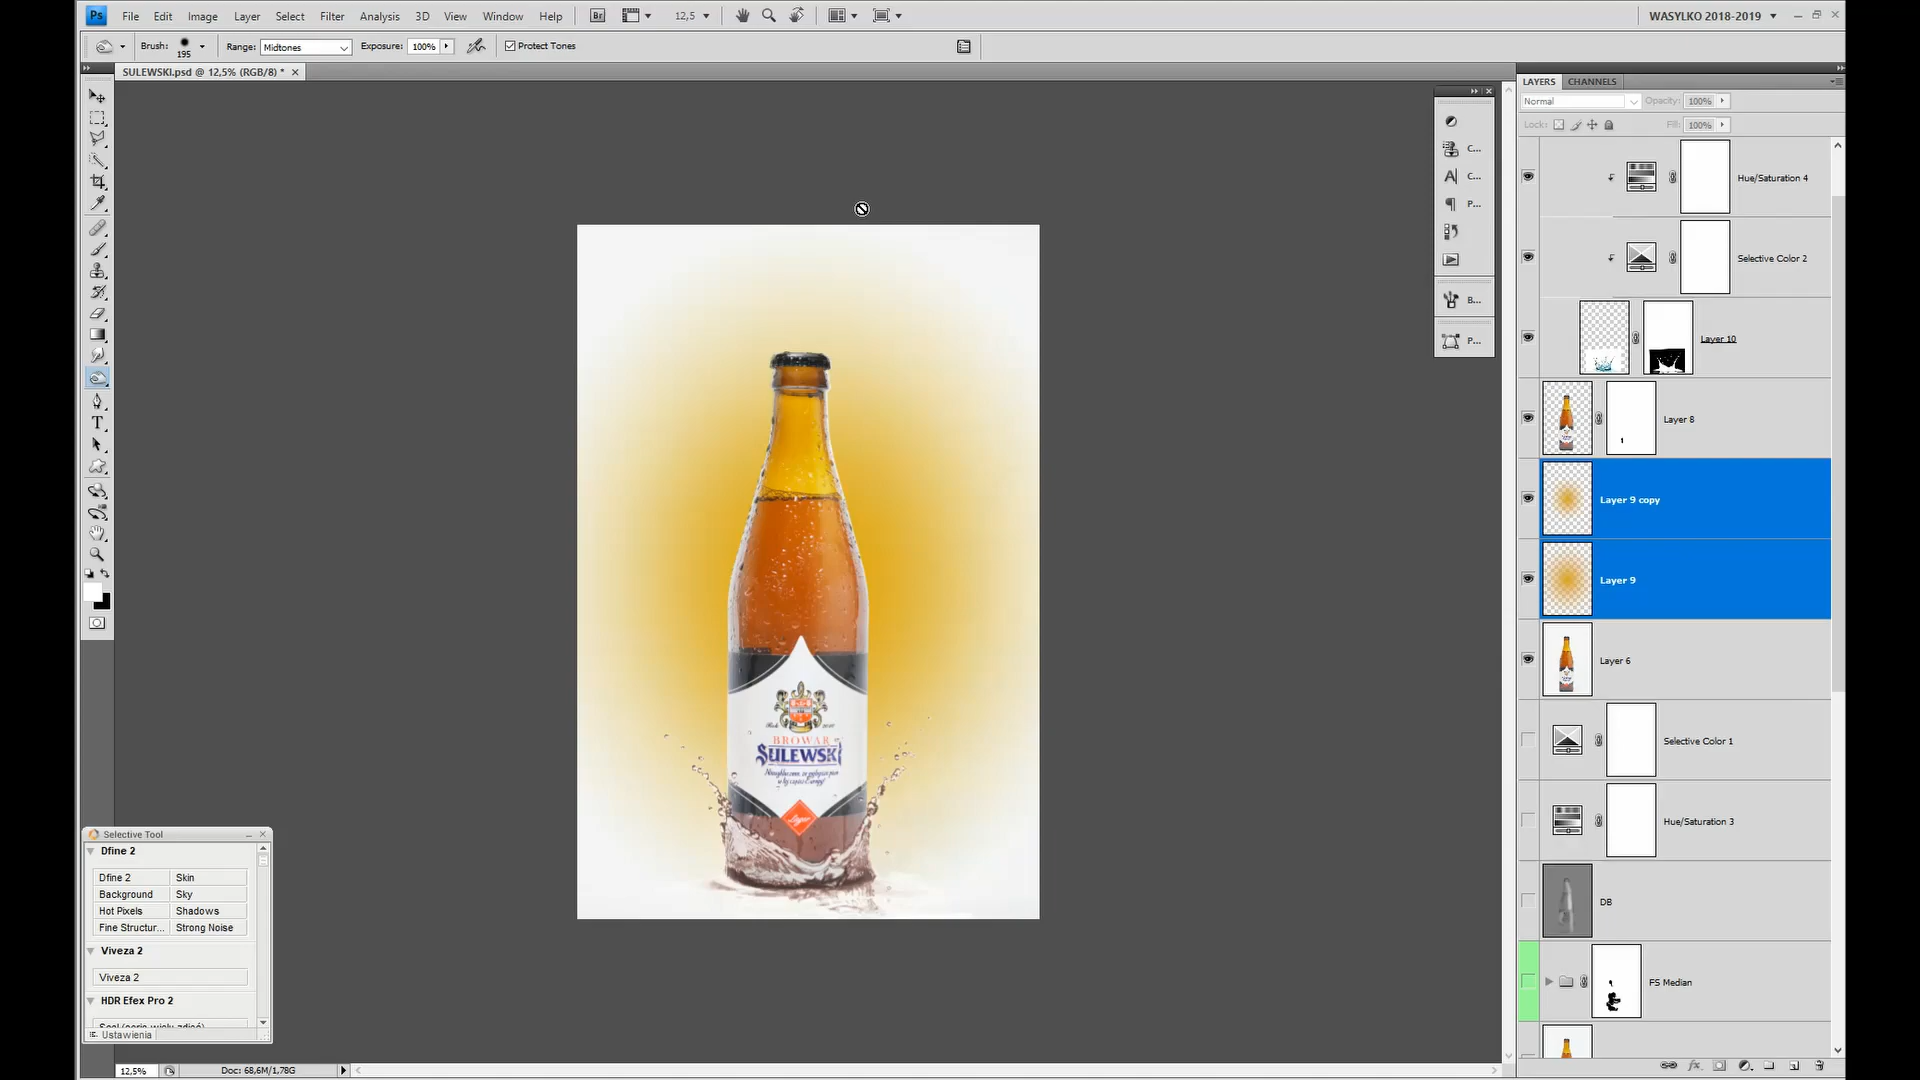 Ps File Edit Image Layer Select Filter Analysis 3D View Window Help Br 12,5 WASYLKO 2018-2019
Brush: 195 Range: Midtones Exposure: 100% Protect Tones
SULEWSKI.psd @ 12,5% (RGB/8) *
LAYERS CHANNELS
Normal Opacity: 100%
Lock: Fill: 100%
C...
C...
P...
B...
P...
Hue/Saturation 4
Selective Color 2
Layer 10
Layer 8
Layer 9 copy
Layer 9
Layer 6
Selective Color 1
Hue/Saturation 3
DB
FS Median
BROWAR
SULEWSKI
Lager
Selective Tool
Dfine 2
Dfine 2 Skin
Background Sky
Hot Pixels Shadows
Fine Structur... Strong Noise
Viveza 2
Viveza 2
HDR Efex Pro 2
Ustawienia
12,5% Doc: 68,6M/1,78G